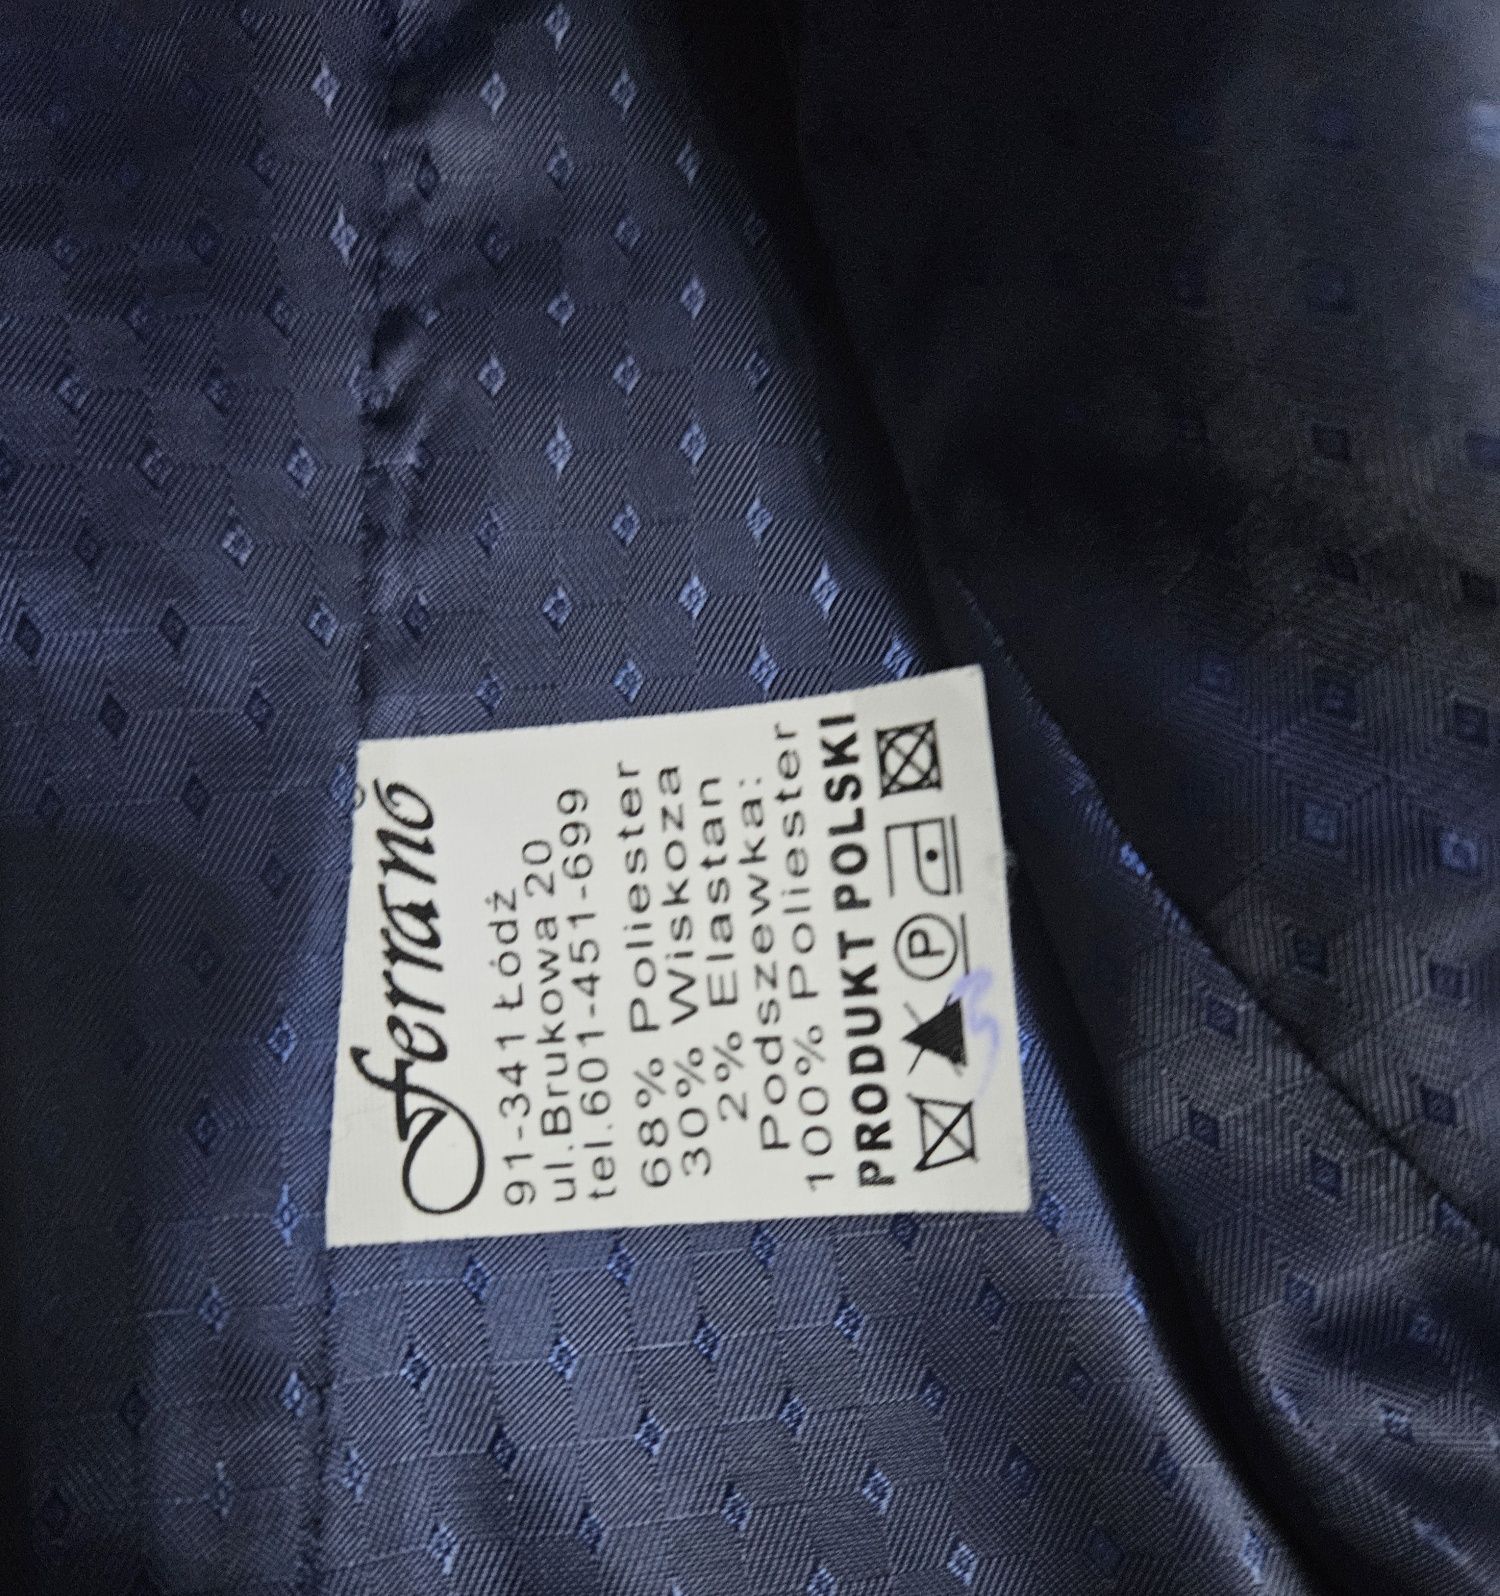 Ferrano
91-341 Łódź
ul.Brukowa 20
tel.601-451-699
68% Poliester
30% Wiskoza
2% Elastan
Podszewka:
100% Poliester
PRODUKT POLSKI
P